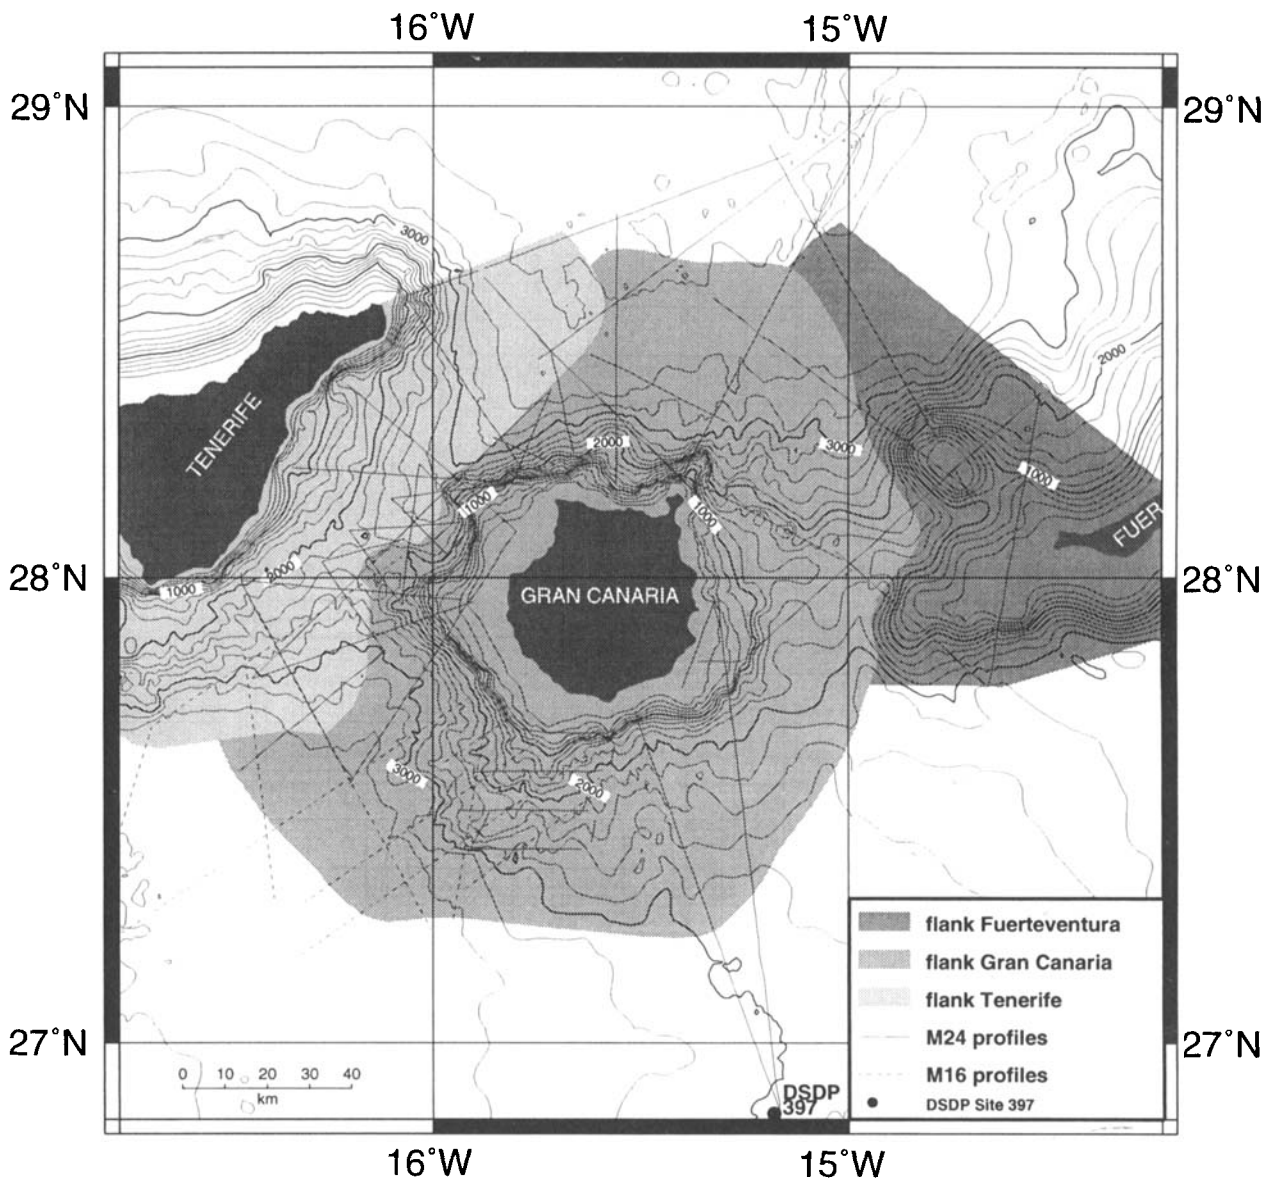 16°W 15°W
29°N 29°N
3000
2000
TENERIFE
2000 3000
1000 1000 1000
FUER
28°N 28°N
2000
1000
GRAN CANARIA
3000 2000
flank Fuerteventura
flank Gran Canaria
flank Tenerife
27°N M24 profiles 27°N
M16 profiles
0 10 20 30 40
km
DSDP
397
DSDP Site 397
16°W 15°W